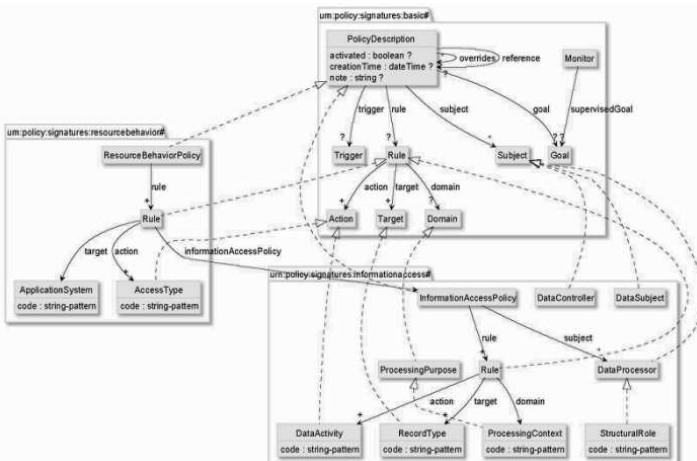 um:policy:signatures:basic#
PolicyDescription
activated : boolean ?
creationTime : dateTime ?
note : string ?
overrides
reference
Monitor
trigger
rule
subject
goal
supervisedGoal
?
?
*
?
?
?
Trigger
Rule
Subject
Goal
action
target
domain
+
+
?
Action
Target
Domain
um:policy:signatures:resourcebehavior#
ResourceBehaviorPolicy
rule
+
Rule
target
action
informationAccessPolicy
ApplicationSystem
code : string-pattern
AccessType
code : string-pattern
um:policy:signatures:informationaccess#
InformationAccessPolicy
DataController
DataSubject
rule
subject
ProcessingPurpose
Rule
DataProcessor
action
target
domain
+
+
DataActivity
code : string-pattern
RecordType
code : string-pattern
ProcessingContext
code : string-pattern
StructuralRole
code : string-pattern